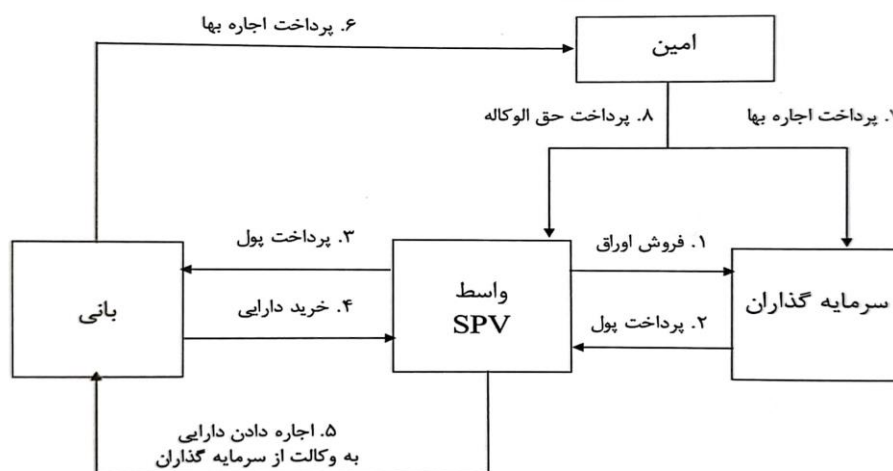 ۶. پرداخت اجاره بها
امین
۸. پرداخت حق الوکاله
۷. پرداخت اجاره بها
۳. پرداخت پول
۱. فروش اوراق
بانی
واسط
SPV
سرمایه گذاران
۴. خرید دارایی
۲. پرداخت پول
۵. اجاره دادن دارایی
به وکالت از سرمایه گذاران